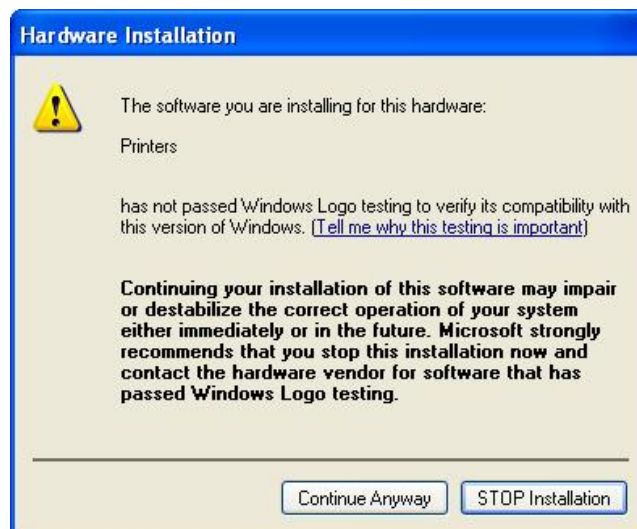 Hardware Installation
The software you are installing for this hardware:
Printers
has not passed Windows Logo testing to verify its compatibility with
this version of Windows. (Tell me why this testing is important)
Continuing your installation of this software may impair
or destabilize the correct operation of your system
either immediately or in the future. Microsoft strongly
recommends that you stop this installation now and
contact the hardware vendor for software that has
passed Windows Logo testing.
Continue Anyway
STOP Installation